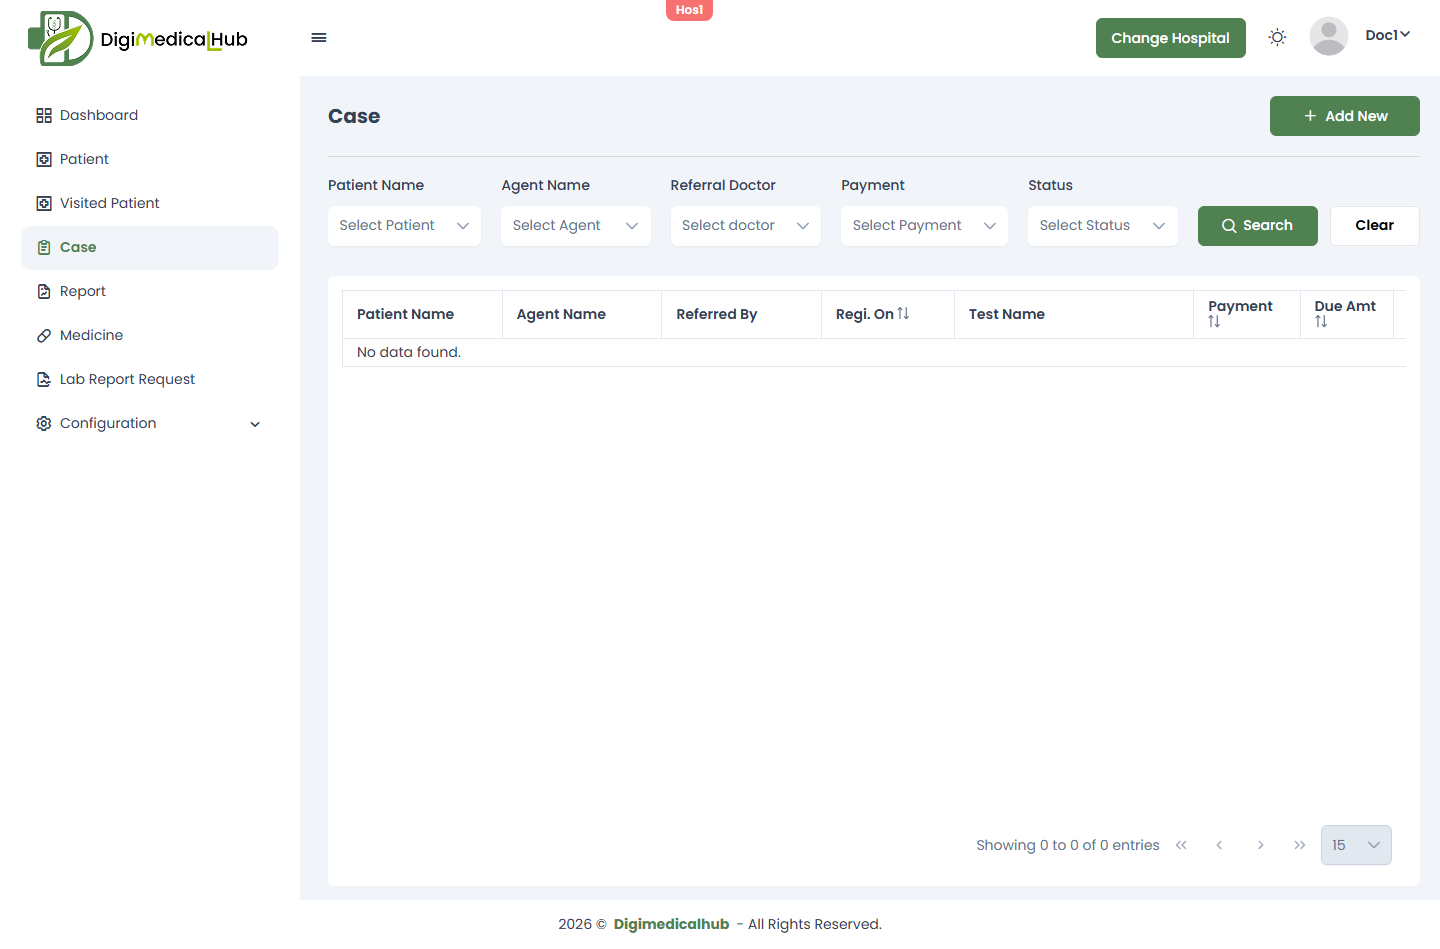 Hos1
DigiMedicalHub
Change Hospital
Doc1
Dashboard
Patient
Visited Patient
Case
Report
Medicine
Lab Report Request
Configuration
Case
+ Add New
Patient Name
Agent Name
Referral Doctor
Payment
Status
Select Patient
Select Agent
Select doctor
Select Payment
Select Status
Search
Clear
Patient Name
Agent Name
Referred By
Regi. On
Test Name
Payment
Due Amt
No data found.
Showing 0 to 0 of 0 entries
15
2026 © Digimedicalhub - All Rights Reserved.